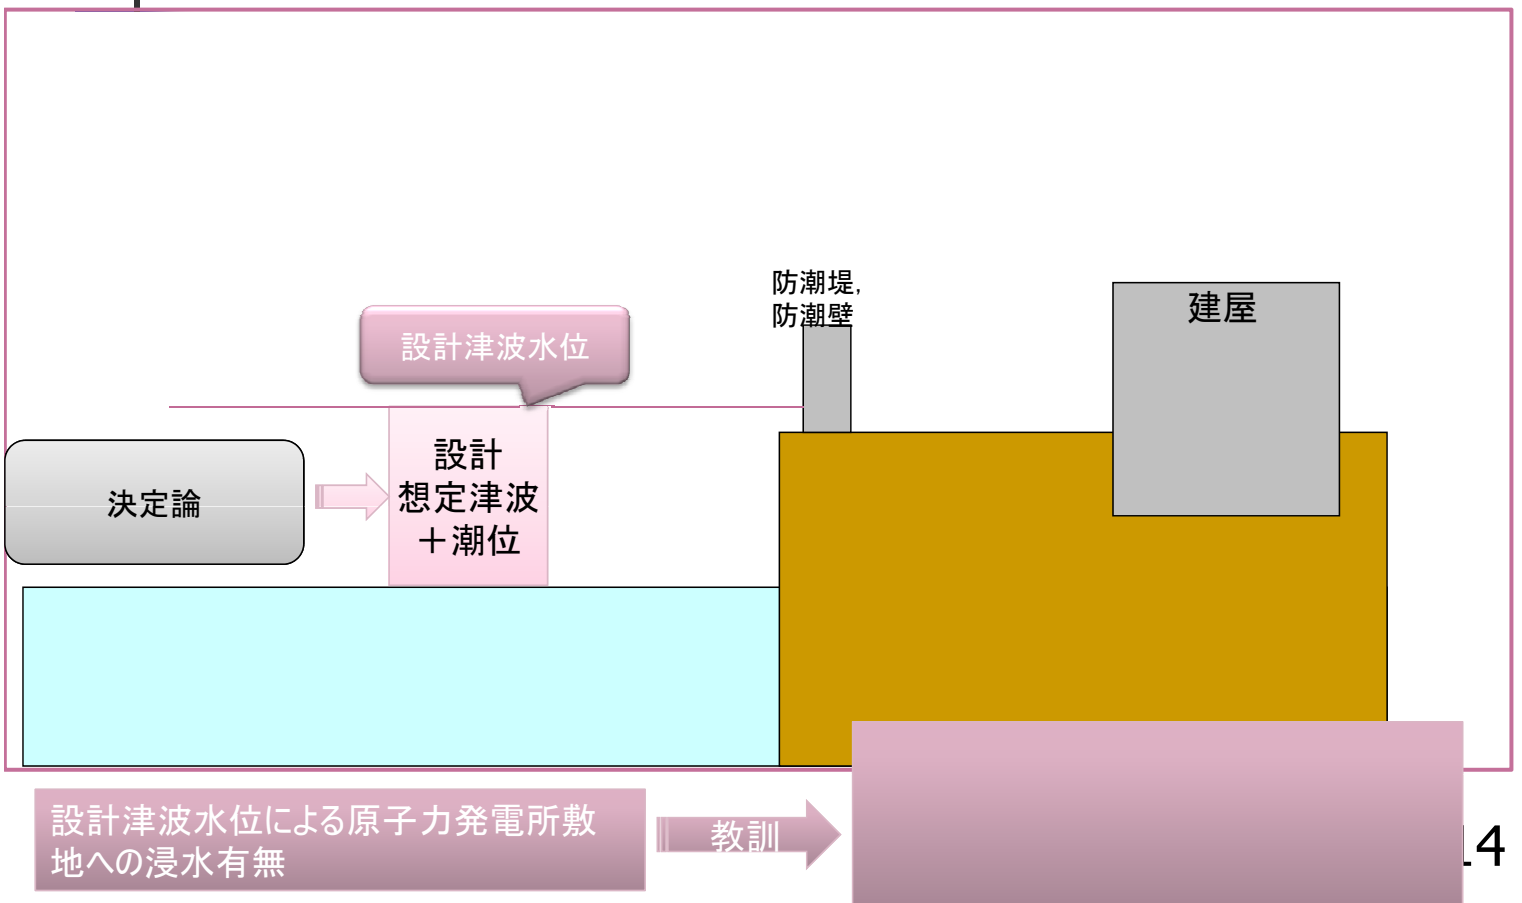 防潮堤,
防潮壁
建屋
設計津波水位
設計
想定津波
＋潮位
決定論
設計津波水位による原子力発電所敷
地への浸水有無
教訓
14